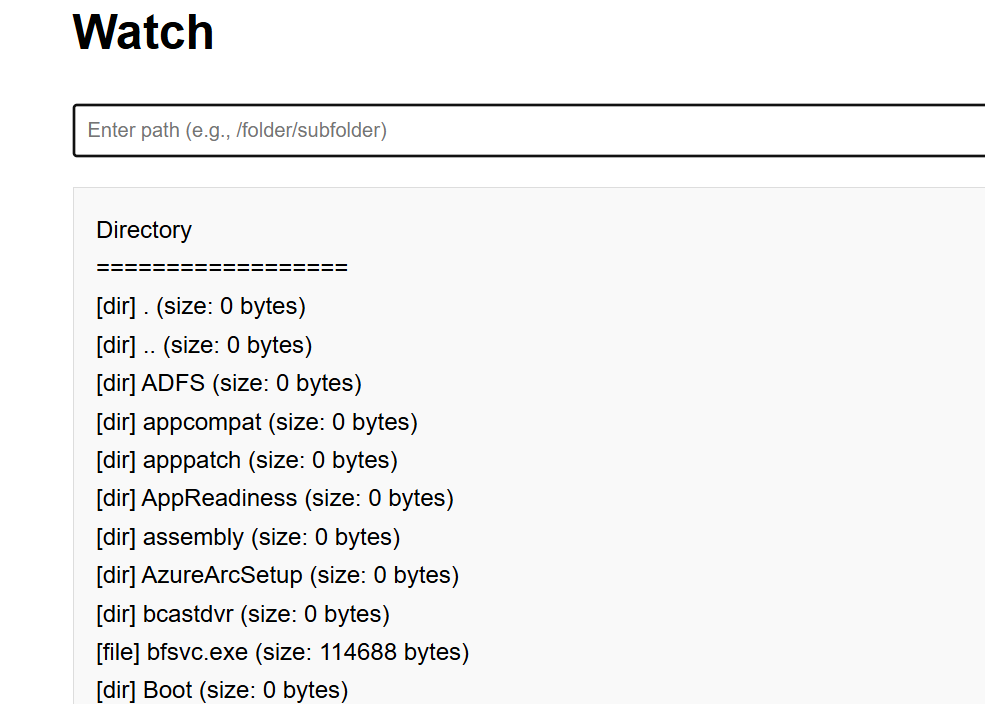 Watch
Enter path (e.g., /folder/subfolder)
Directory
==================
[dir] . (size: 0 bytes)
[dir] .. (size: 0 bytes)
[dir] ADFS (size: 0 bytes)
[dir] appcompat (size: 0 bytes)
[dir] apppatch (size: 0 bytes)
[dir] AppReadiness (size: 0 bytes)
[dir] assembly (size: 0 bytes)
[dir] AzureArcSetup (size: 0 bytes)
[dir] bcastdvr (size: 0 bytes)
[file] bfsvc.exe (size: 114688 bytes)
[dir] Boot (size: 0 bytes)